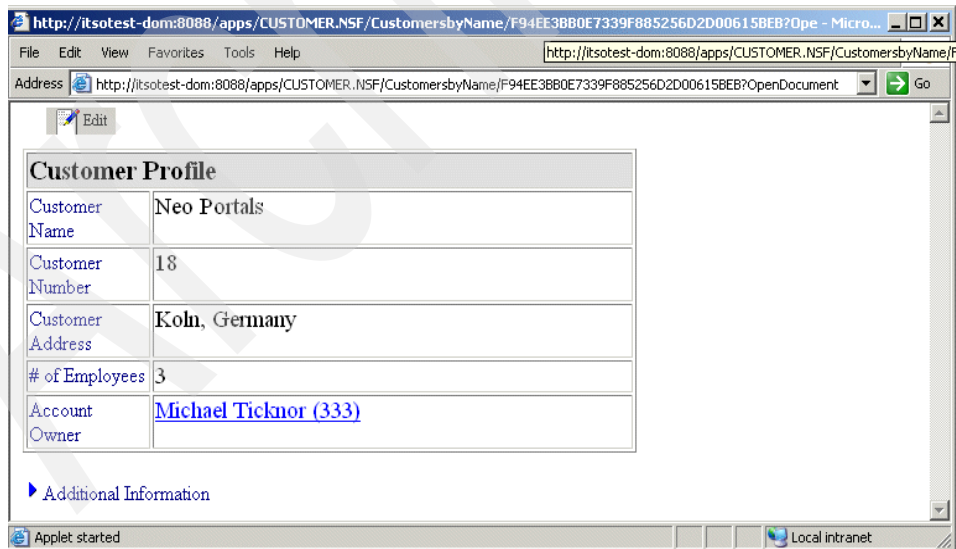 http://itsotest-dom:8088/apps/CUSTOMER.NSF/CustomersbyName/F94EE3BB0E7339F885256D2D00615BEB?Ope - Micro...
File Edit View Favorites Tools Help
http://itsotest-dom:8088/apps/CUSTOMER.NSF/CustomersbyName/F
Address http://itsotest-dom:8088/apps/CUSTOMER.NSF/CustomersbyName/F94EE3BB0E7339F885256D2D00615BEB?OpenDocument Go
Edit
Customer Profile
Customer Name
Neo Portals
Customer Number
18
Customer Address
Koln, Germany
# of Employees 3
Account Owner
Michael Ticknor (333)
Additional Information
Applet started Local intranet